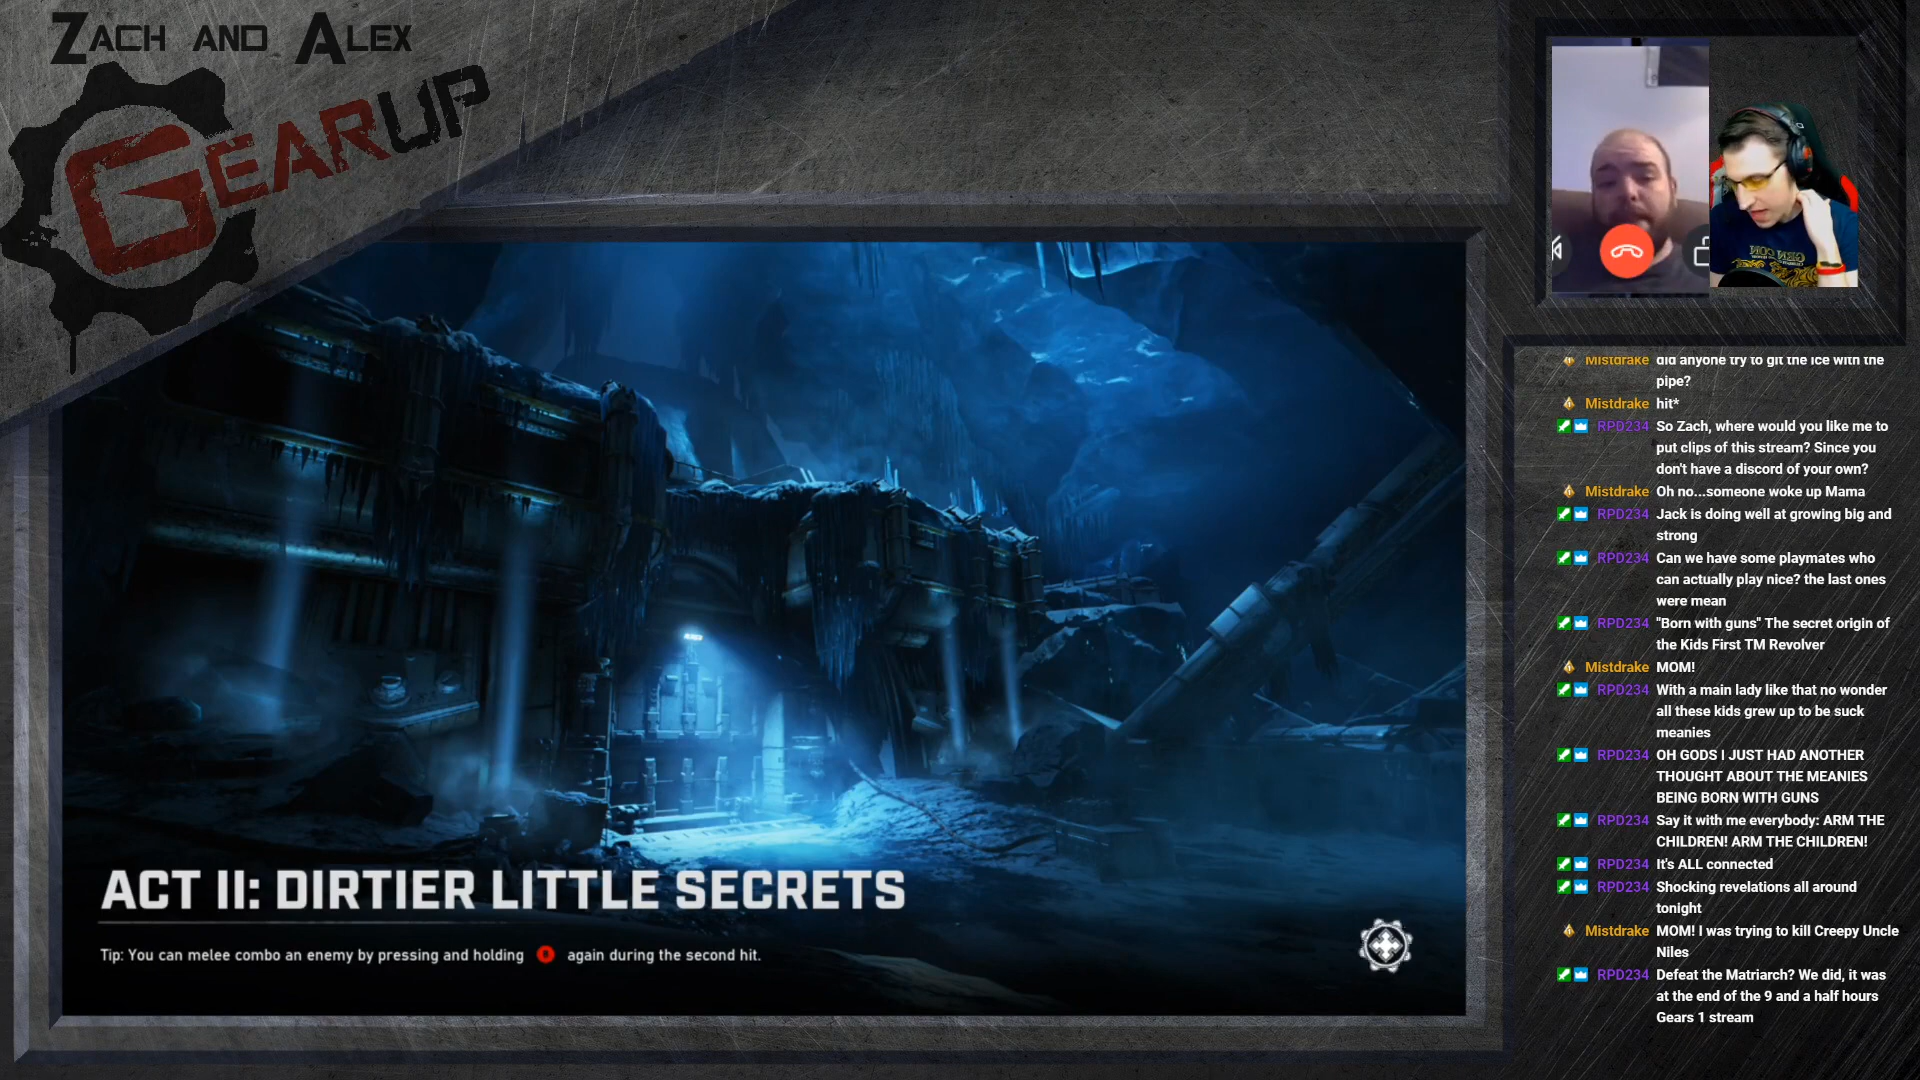 Zach and Alex
GearUp
ACT II: DIRTIER LITTLE SECRETS
Tip: You can melee combo an enemy by pressing and holding B again during the second hit.
Mistdrake did anyone try to git the ice with the
pipe?
Mistdrake hit*
RPD234 So Zach, where would you like me to
put clips of this stream? Since you
don't have a discord of your own?
Mistdrake Oh no...someone woke up Mama
RPD234 Jack is doing well at growing big and
strong
RPD234 Can we have some playmates who
can actually play nice? the last ones
were mean
RPD234 "Born with guns" The secret origin of
the Kids First TM Revolver
Mistdrake MOM!
RPD234 With a main lady like that no wonder
all these kids grew up to be suck
meanies
RPD234 OH GODS I JUST HAD ANOTHER
THOUGHT ABOUT THE MEANIES
BEING BORN WITH GUNS
RPD234 Say it with me everybody: ARM THE
CHILDREN! ARM THE CHILDREN!
RPD234 It's ALL connected
RPD234 Shocking revelations all around
tonight
Mistdrake MOM! I was trying to kill Creepy Uncle
Niles
RPD234 Defeat the Matriarch? We did, it was
at the end of the 9 and a half hours
Gears 1 stream